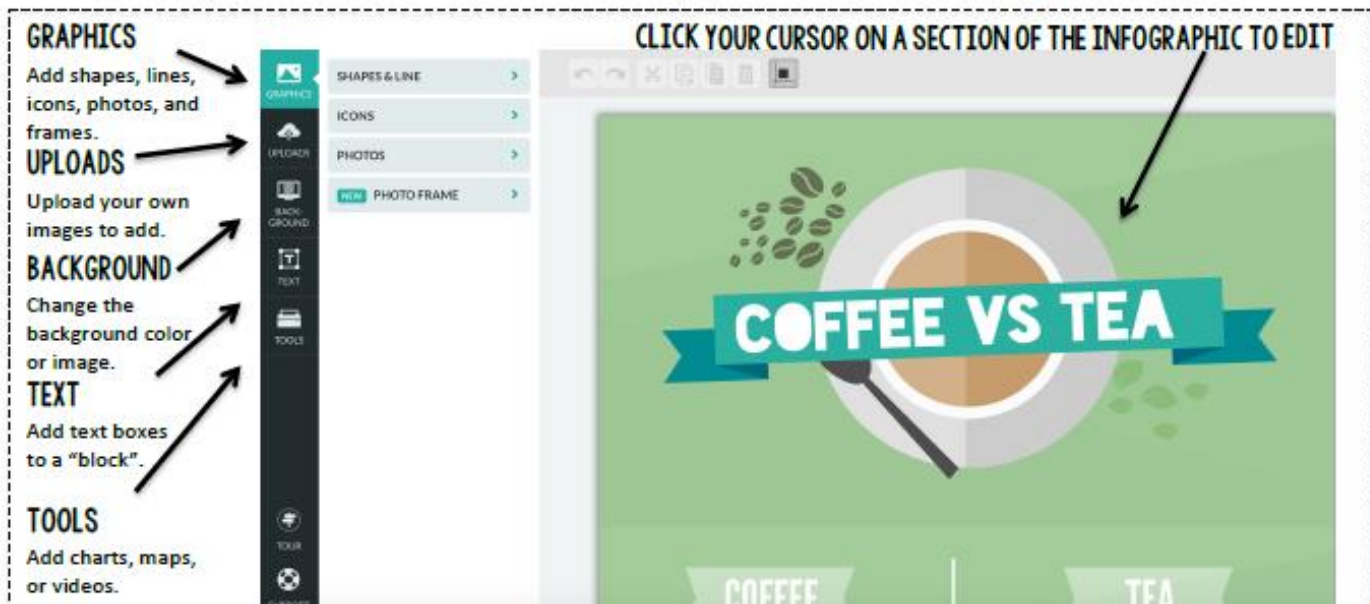 GRAPHICS
Add shapes, lines,
icons, photos, and
frames.
UPLOADS
Upload your own
images to add.
BACKGROUND
Change the
background color
or image.
TEXT
Add text boxes
to a “block”.
TOOLS
Add charts, maps,
or videos.
GRAPHICS
UPLOADS
BACK-
GROUND
TEXT
TOOLS
TOUR
SHAPES & LINE
ICONS
PHOTOS
NEW PHOTO FRAME
CLICK YOUR CURSOR ON A SECTION OF THE INFOGRAPHIC TO EDIT
COFFEE VS TEA
COFFEE
TEA